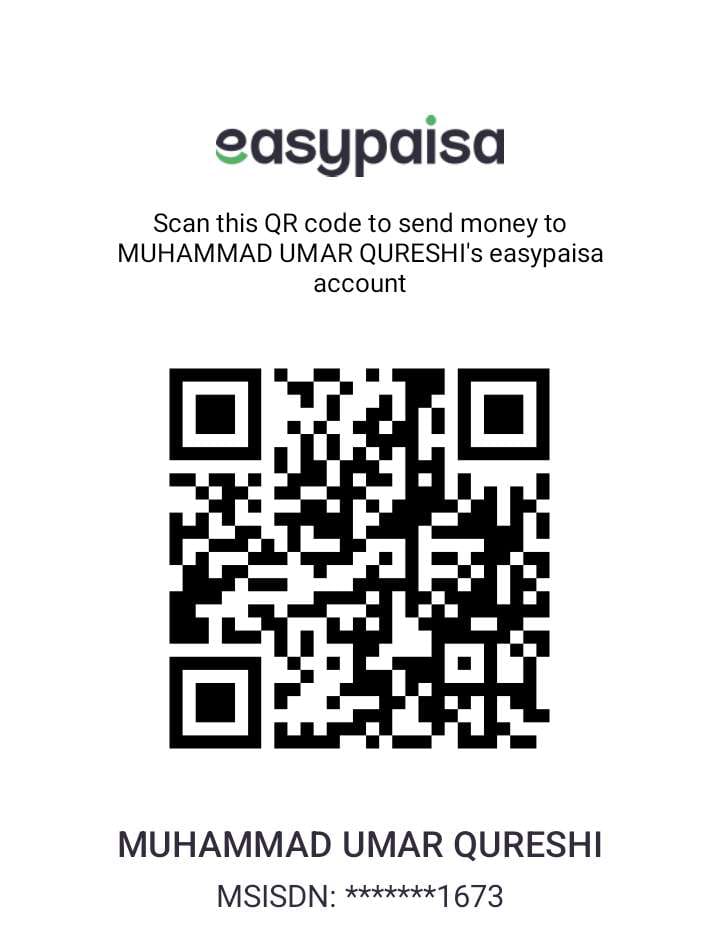 easypaisa
Scan this QR code to send money to
MUHAMMAD UMAR QURESHI's easypaisa
account
MUHAMMAD UMAR QURESHI
MSISDN: *******1673